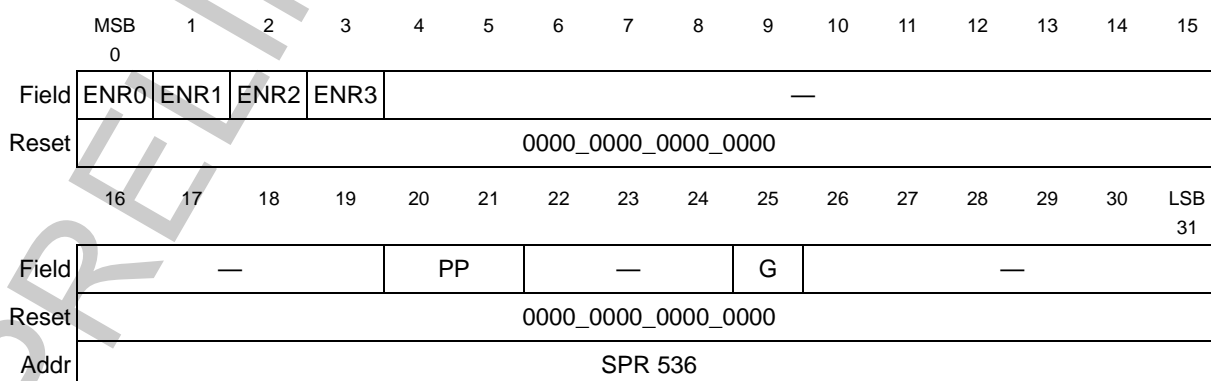 MSB 1 2 3 4 5 6 7 8 9 10 11 12 13 14 15
0
Field ENR0 ENR1 ENR2 ENR3 —
Reset 0000_0000_0000_0000
16 17 18 19 20 21 22 23 24 25 26 27 28 29 30 LSB
31
Field — PP — G —
Reset 0000_0000_0000_0000
Addr SPR 536